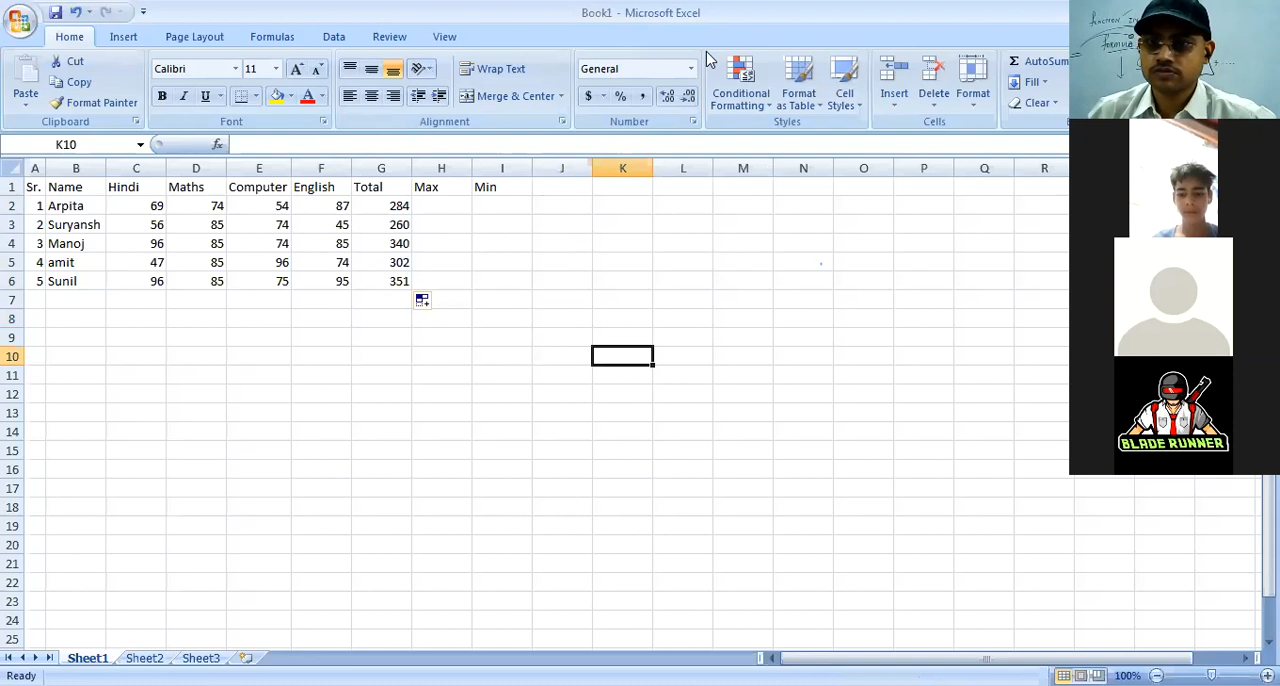 Book1 - Microsoft Excel
Home Insert Page Layout Formulas Data Review View
Paste Cut Copy Format Painter
Calibri 11 General
Wrap Text Merge & Center
B I U $ % ,
Conditional Formatting Format as Table Cell Styles
Insert Delete Format
AutoSum
Fill
Clear
Clipboard Font Alignment Number Styles Cells
K10 fx
A B C D E F G H I J K L M N O P Q R
1 Sr. Name Hindi Maths Computer English Total Max Min
2 1 Arpita 69 74 54 87 284
3 2 Suryansh 56 85 74 45 260
4 3 Manoj 96 85 74 85 340
5 4 amit 47 85 96 74 302
6 5 Sunil 96 85 75 95 351
7
8
9
10
11
12
13
14
15
16
17
18
19
20
21
22
23
24
25
BLADE RUNNER
Sheet1 Sheet2 Sheet3
Ready 100%